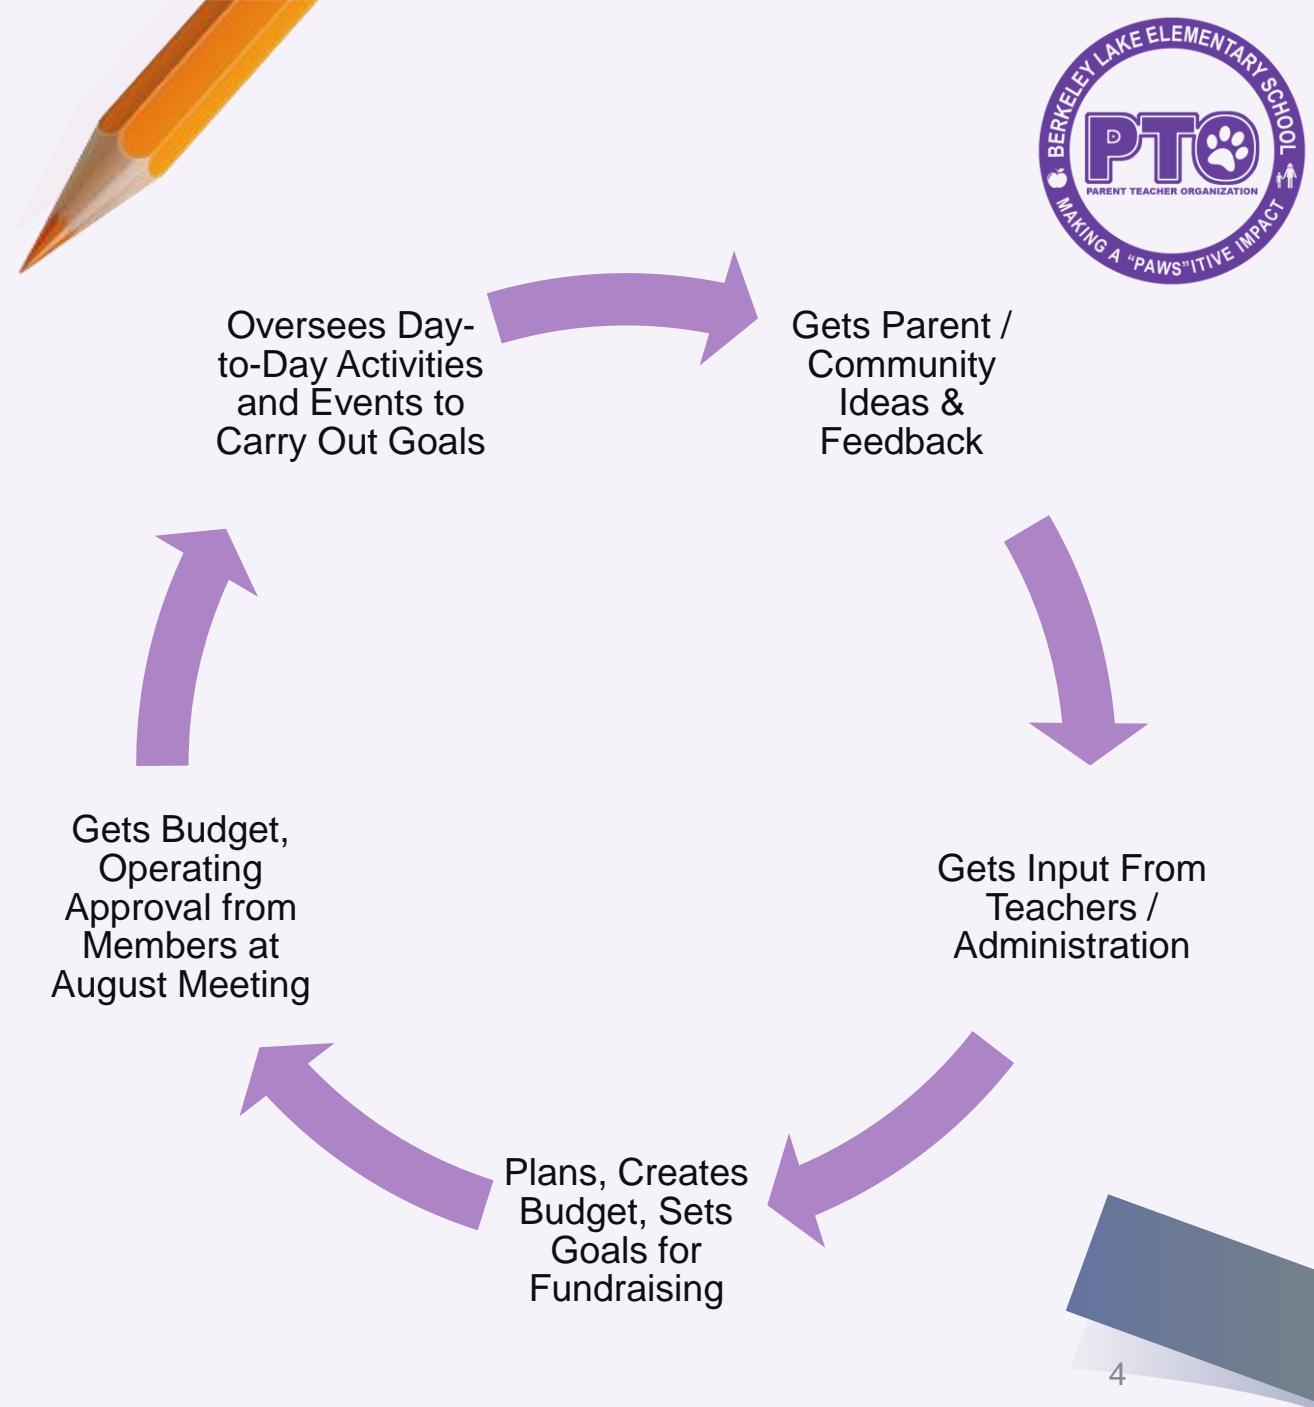 BERKELEY LAKE ELEMENTARY SCHOOL
PTO
PARENT TEACHER ORGANIZATION
MAKING A "PAWS"ITIVE IMPACT
Oversees Day-
to-Day Activities
and Events to
Carry Out Goals
Gets Parent /
Community
Ideas &
Feedback
Gets Input From
Teachers /
Administration
Plans, Creates
Budget, Sets
Goals for
Fundraising
Gets Budget,
Operating
Approval from
Members at
August Meeting
4